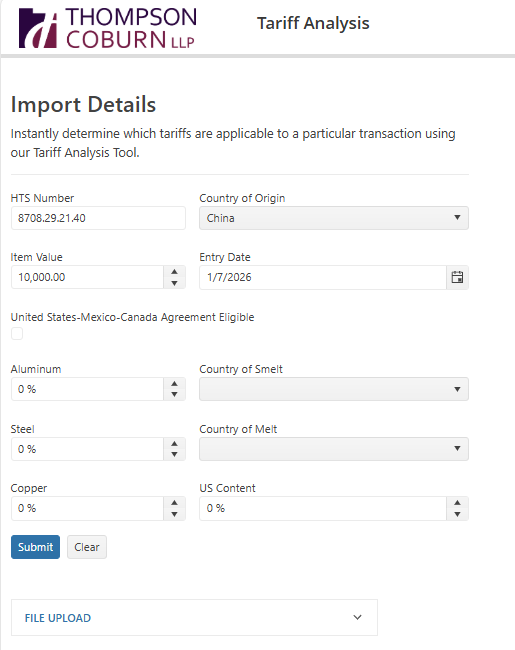 THOMPSON
COBURN LLP
Tariff Analysis
Import Details
Instantly determine which tariffs are applicable to a particular transaction using
our Tariff Analysis Tool.
HTS Number
Country of Origin
8708.29.21.40
China
Item Value
Entry Date
10,000.00
1/7/2026
United States-Mexico-Canada Agreement Eligible
Aluminum
Country of Smelt
0 %
Steel
Country of Melt
0 %
Copper
US Content
0 %
0 %
Submit
Clear
FILE UPLOAD